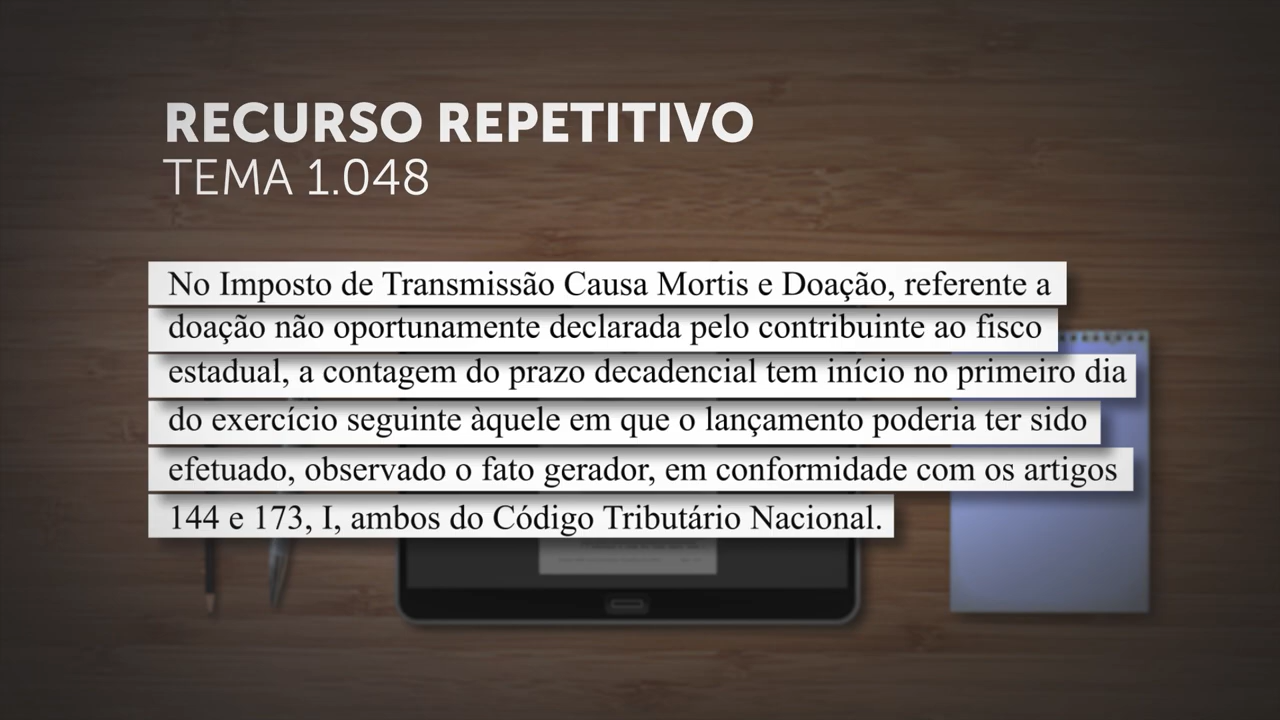 RECURSO REPETITIVO
TEMA 1.048
No Imposto de Transmissão Causa Mortis e Doação, referente a
doação não oportunamente declarada pelo contribuinte ao fisco
estadual, a contagem do prazo decadencial tem início no primeiro dia
do exercício seguinte àquele em que o lançamento poderia ter sido
efetuado, observado o fato gerador, em conformidade com os artigos
144 e 173, I, ambos do Código Tributário Nacional.